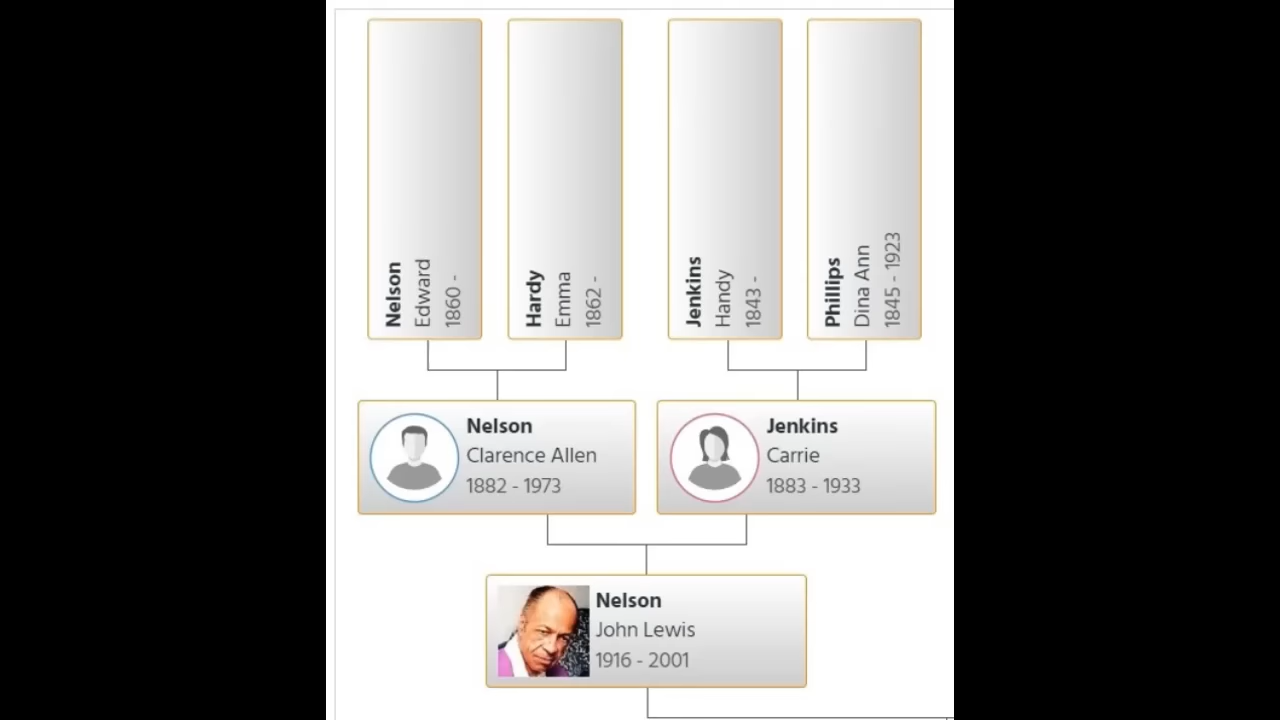 Nelson
Edward
1860 -
Hardy
Emma
1862 -
Jenkins
Handy
1843 -
Phillips
Dina Ann
1845 - 1923
Nelson
Clarence Allen
1882 - 1973
Jenkins
Carrie
1883 - 1933
Nelson
John Lewis
1916 - 2001